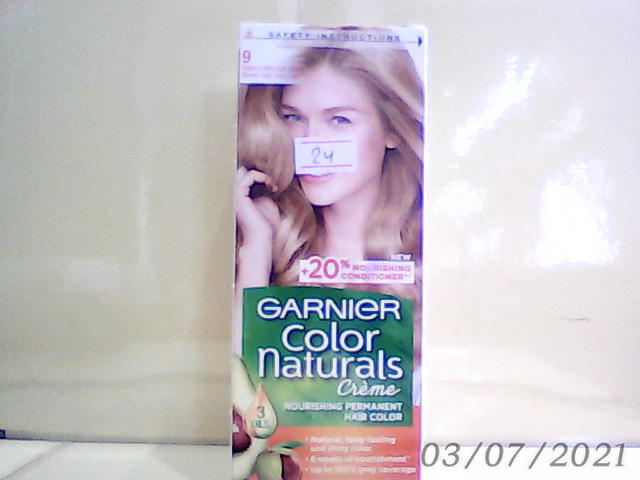 SAFETY INSTRUCTIONS
9
24
NEW
+20% NOURISHING
CONDITIONER
GARNIER
Color
Naturals
Crème
NOURISHING PERMANENT
HAIR COLOR
3
OILS
• Natural, long-lasting
and shiny color
• 6 weeks of nourishment*
• Up to 100% grey coverage
03/07/2021